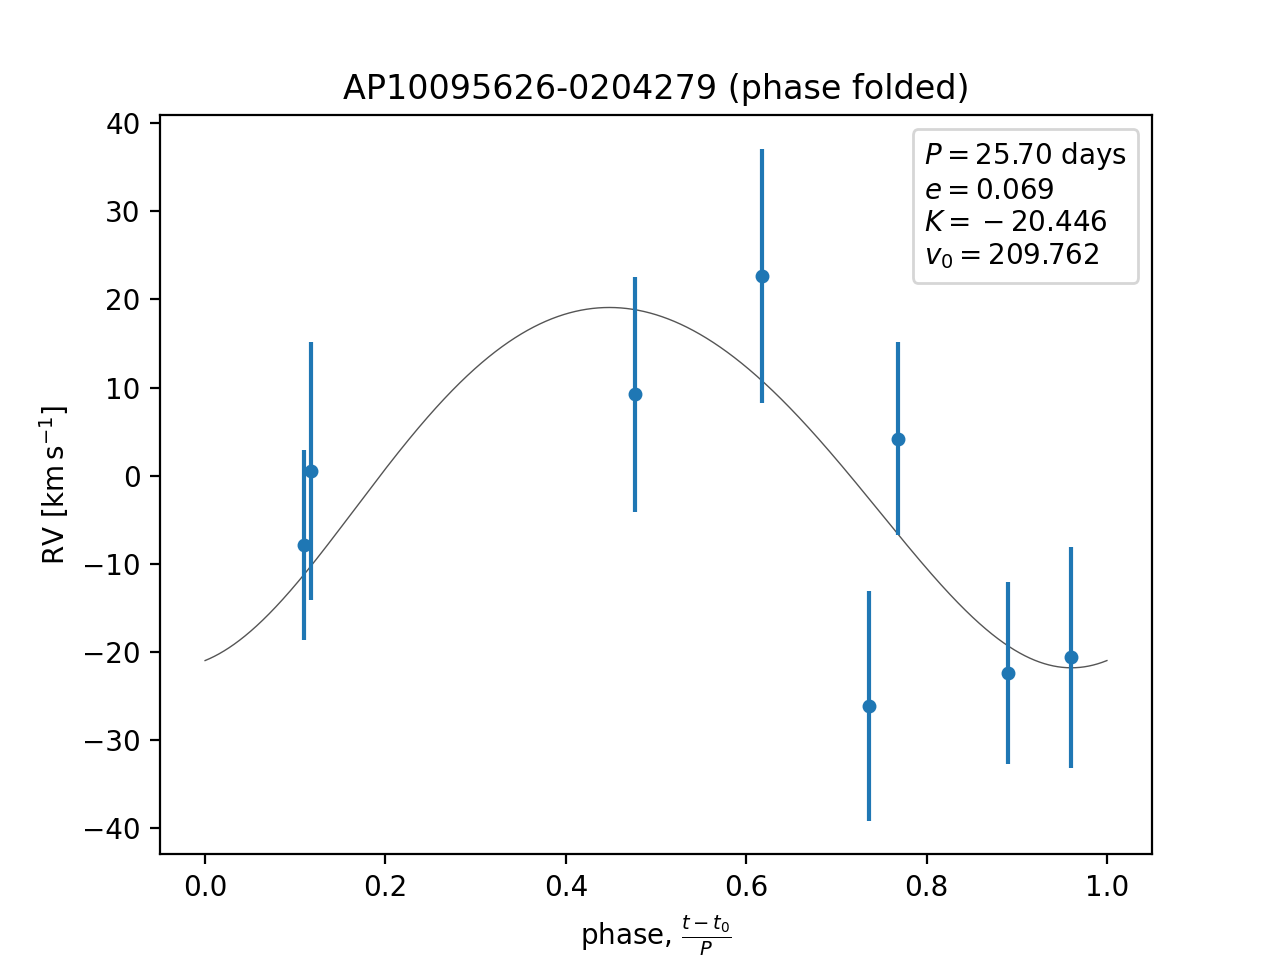 AP10095626-0204279 (phase folded)
P = 25.70 days
e = 0.069
K = −20.446
v₀ = 209.762
40
30
20
10
0
−10
−20
−30
−40
RV [km s⁻¹]
0.0 0.2 0.4 0.6 0.8 1.0
phase, (t − t₀)/P